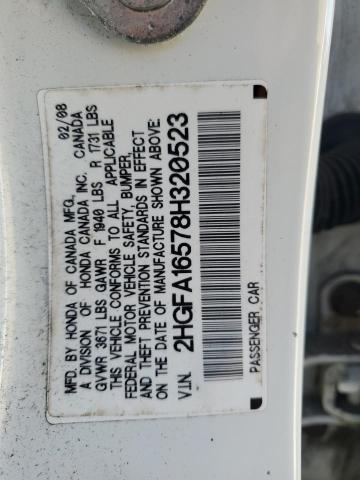 MFD. BY HONDA OF CANADA MFG. 02/08
A DIVISION OF HONDA CANADA INC. CANADA
GVWR 3671 LBS GAWR F 1940 LBS R 1731 LBS
THIS VEHICLE CONFORMS TO ALL APPLICABLE
FEDERAL MOTOR VEHICLE SAFETY, BUMPER,
AND THEFT PREVENTION STANDARDS IN EFFECT
ON THE DATE OF MANUFACTURE SHOWN ABOVE.
V.I.N. 2HGFA16578H320523
PASSENGER CAR